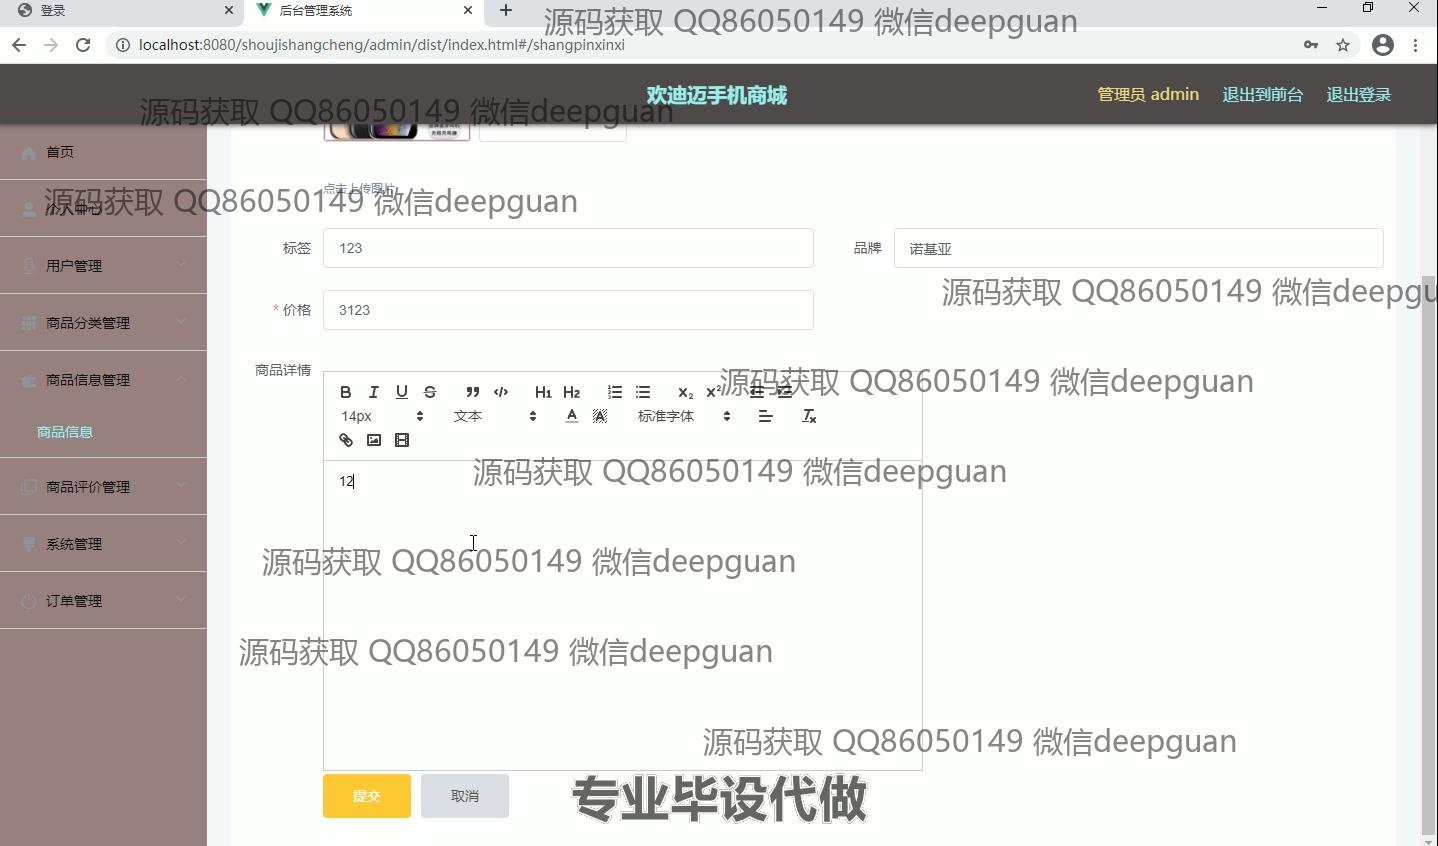 登录
后台管理系统
源码获取 QQ86050149 微信deepguan
localhost:8080/shoujishangcheng/admin/dist/index.html#/shangpinxinxi
欢迪迈手机商城
管理员 admin
退出到前台
退出登录
源码获取 QQ86050149 微信deepguan
首页
点击上传图片
源码获取 QQ86050149 微信deepguan
个人中心
标签
123
品牌
诺基亚
用户管理
源码获取 QQ86050149 微信deepgu
* 价格
3123
商品分类管理
商品详情
商品信息管理
源码获取 QQ86050149 微信deepguan
B I U S H1 H2 X2 X2
14px 文本 A A 标准字体 Tx
商品信息
源码获取 QQ86050149 微信deepguan
12
商品评价管理
系统管理
源码获取 QQ86050149 微信deepguan
订单管理
源码获取 QQ86050149 微信deepguan
源码获取 QQ86050149 微信deepguan
提交
取消
专业毕设代做